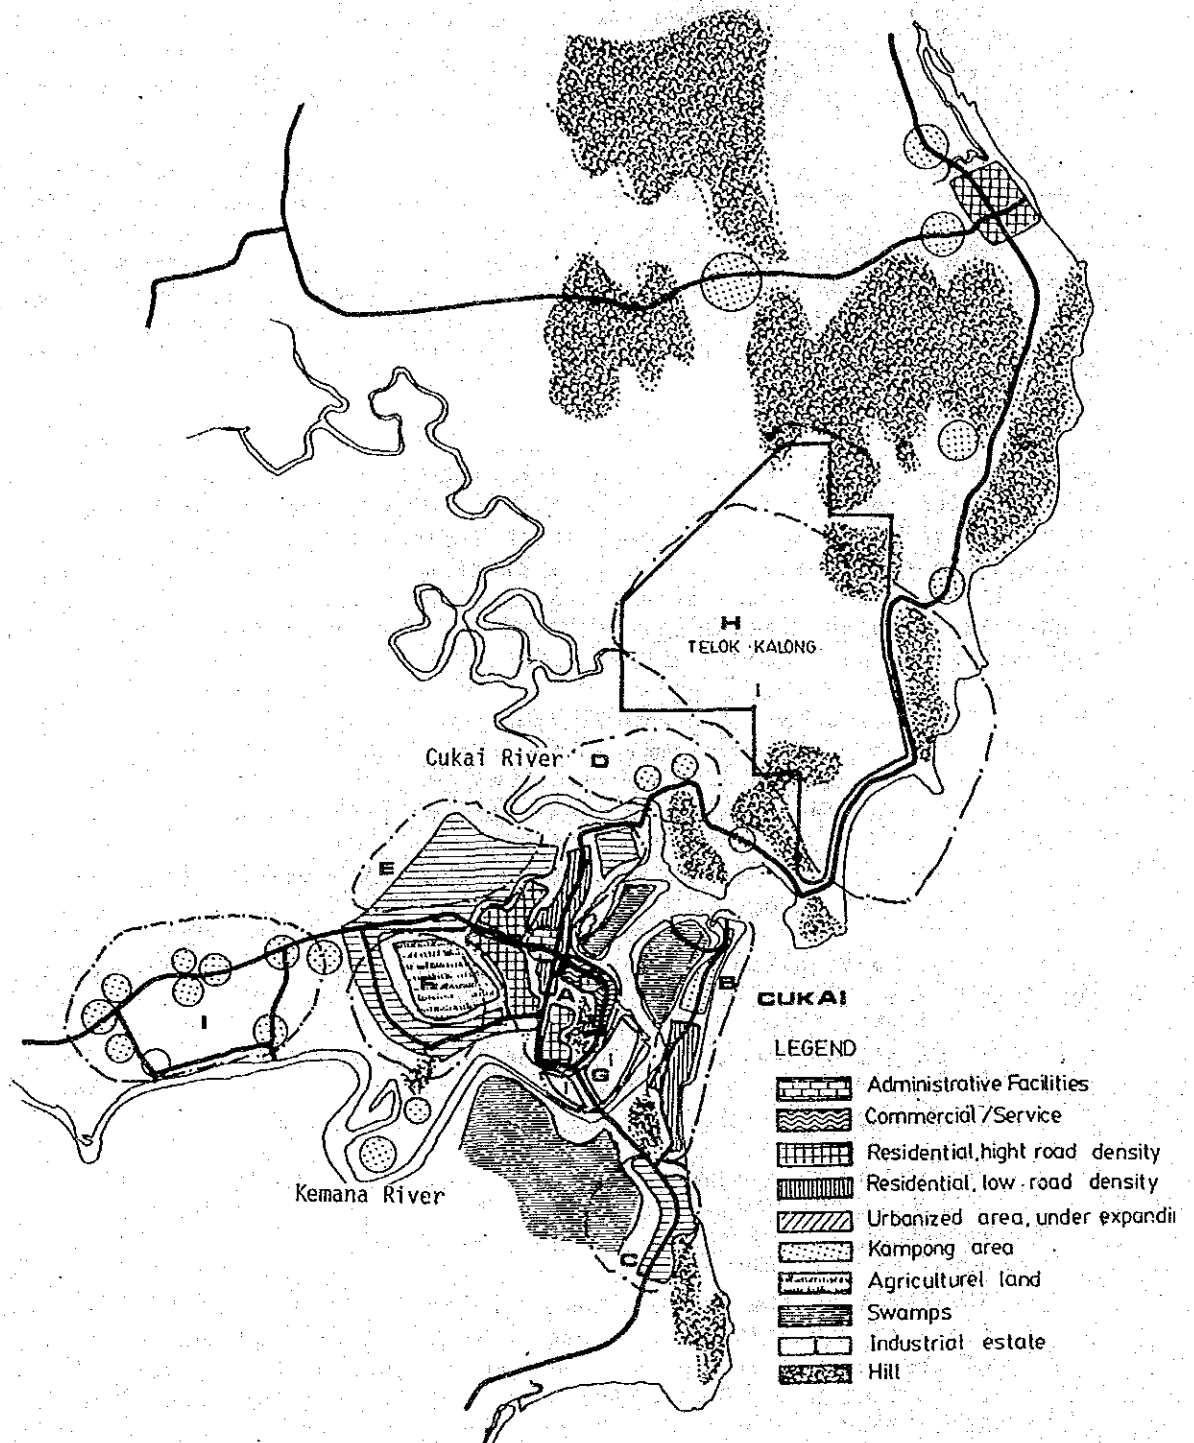 H
TELOK KALONG
I
Cukai River
D
E
F
A
B
CUKAI
I
G
C
Kemana River
LEGEND
Administrative Facilities
Commercial/Service
Residential,hight road density
Residential, low road density
Urbanized area, under expandii
Kampong area
Agriculturel land
Swamps
I Industrial estate
Hill